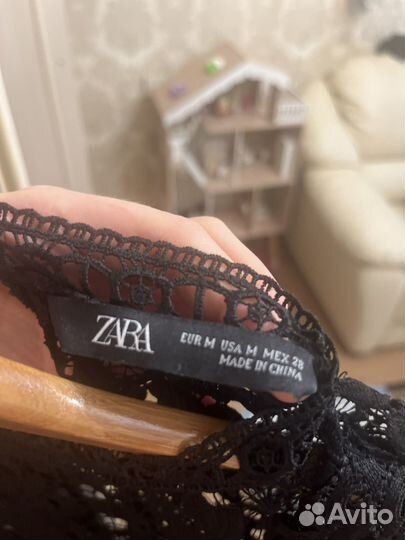 ZARA
EUR M USA M MEX 28
MADE IN CHINA
Avito